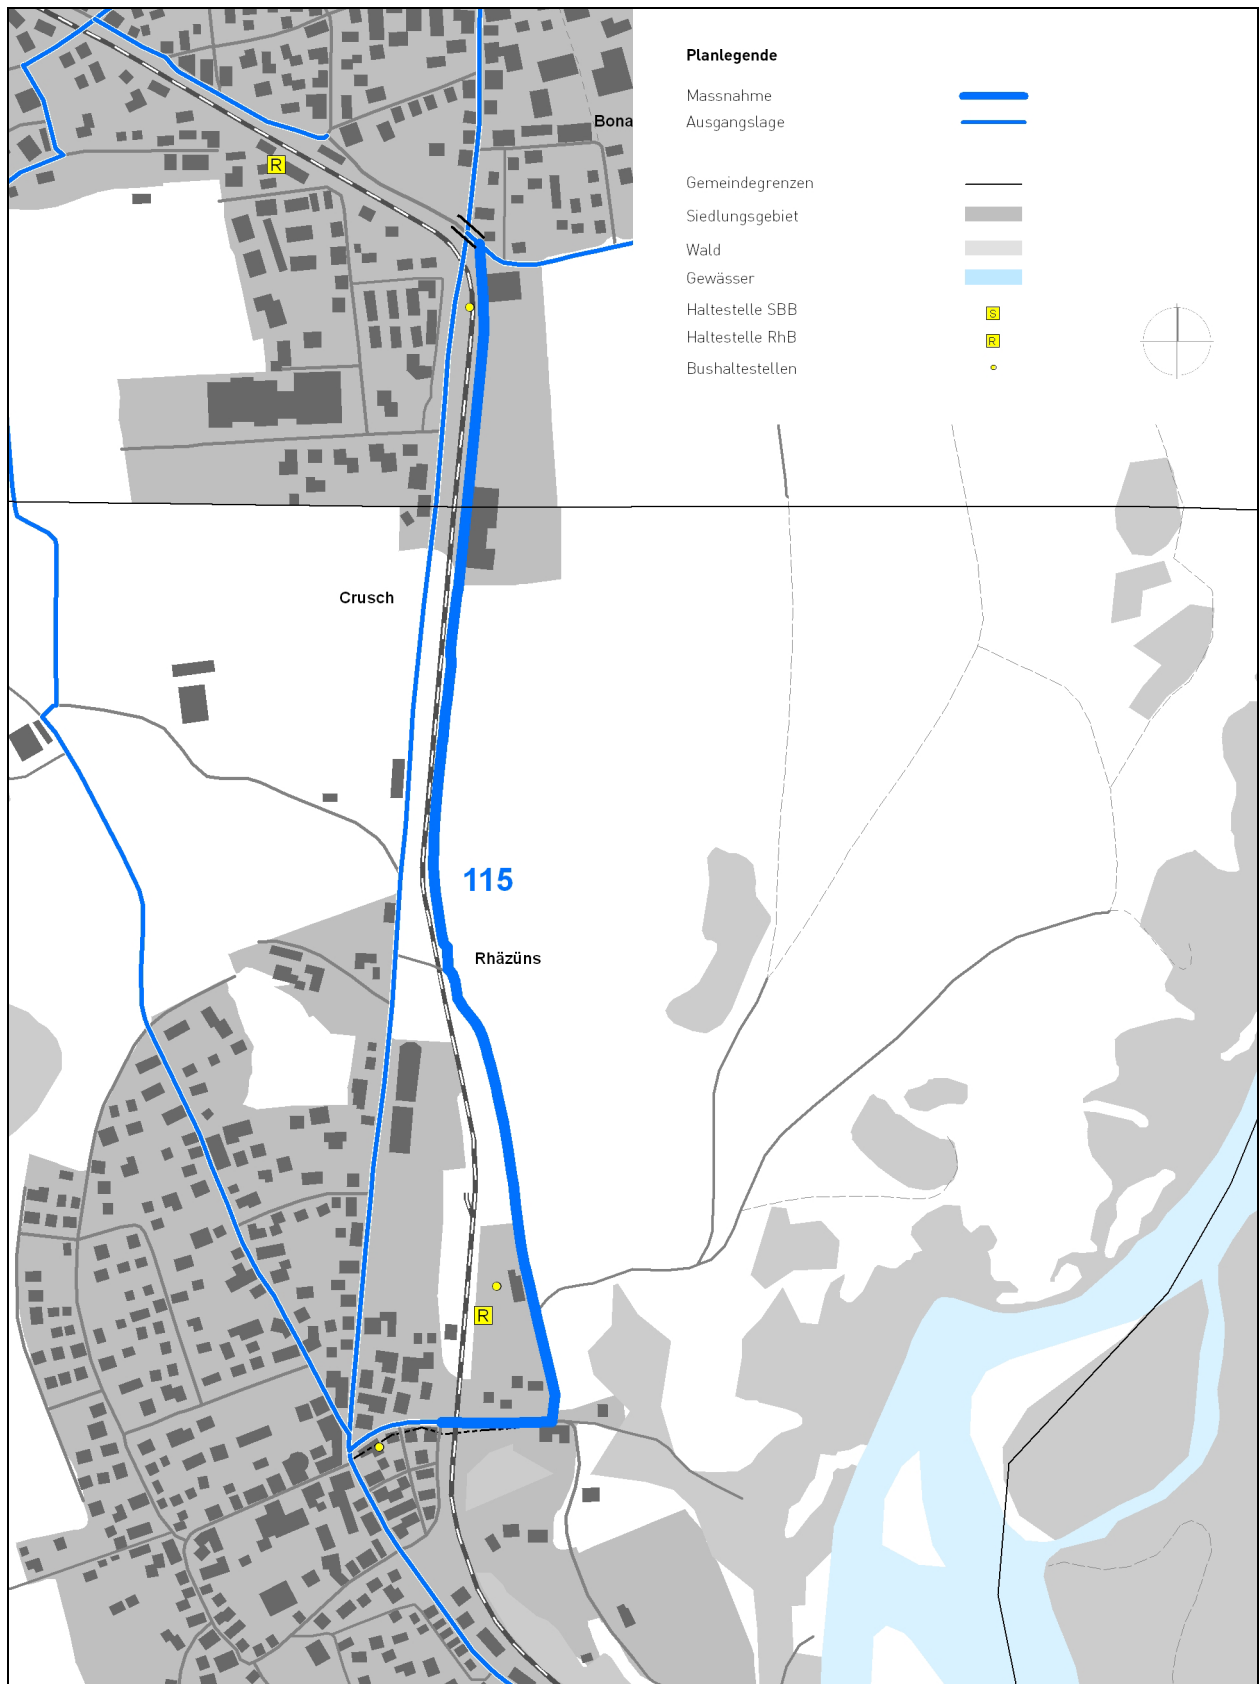 Planlegende
Massnahme
Ausgangslage
Gemeindegrenzen
Siedlungsgebiet
Wald
Gewässer
Haltestelle SBB
S
Haltestelle RhB
R
Bushaltestellen
Bona
R
Crusch
115
Rhäzüns
R